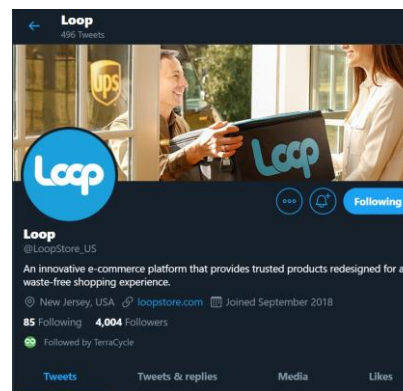 Loop
496 Tweets
ups
Loop
Loop
Following
Loop
@LoopStore_US
An innovative e-commerce platform that provides trusted products redesigned for a
waste-free shopping experience.
New Jersey, USA loopstore.com Joined September 2018
85 Following 4,004 Followers
Followed by TerraCycle
Tweets Tweets & replies Media Likes